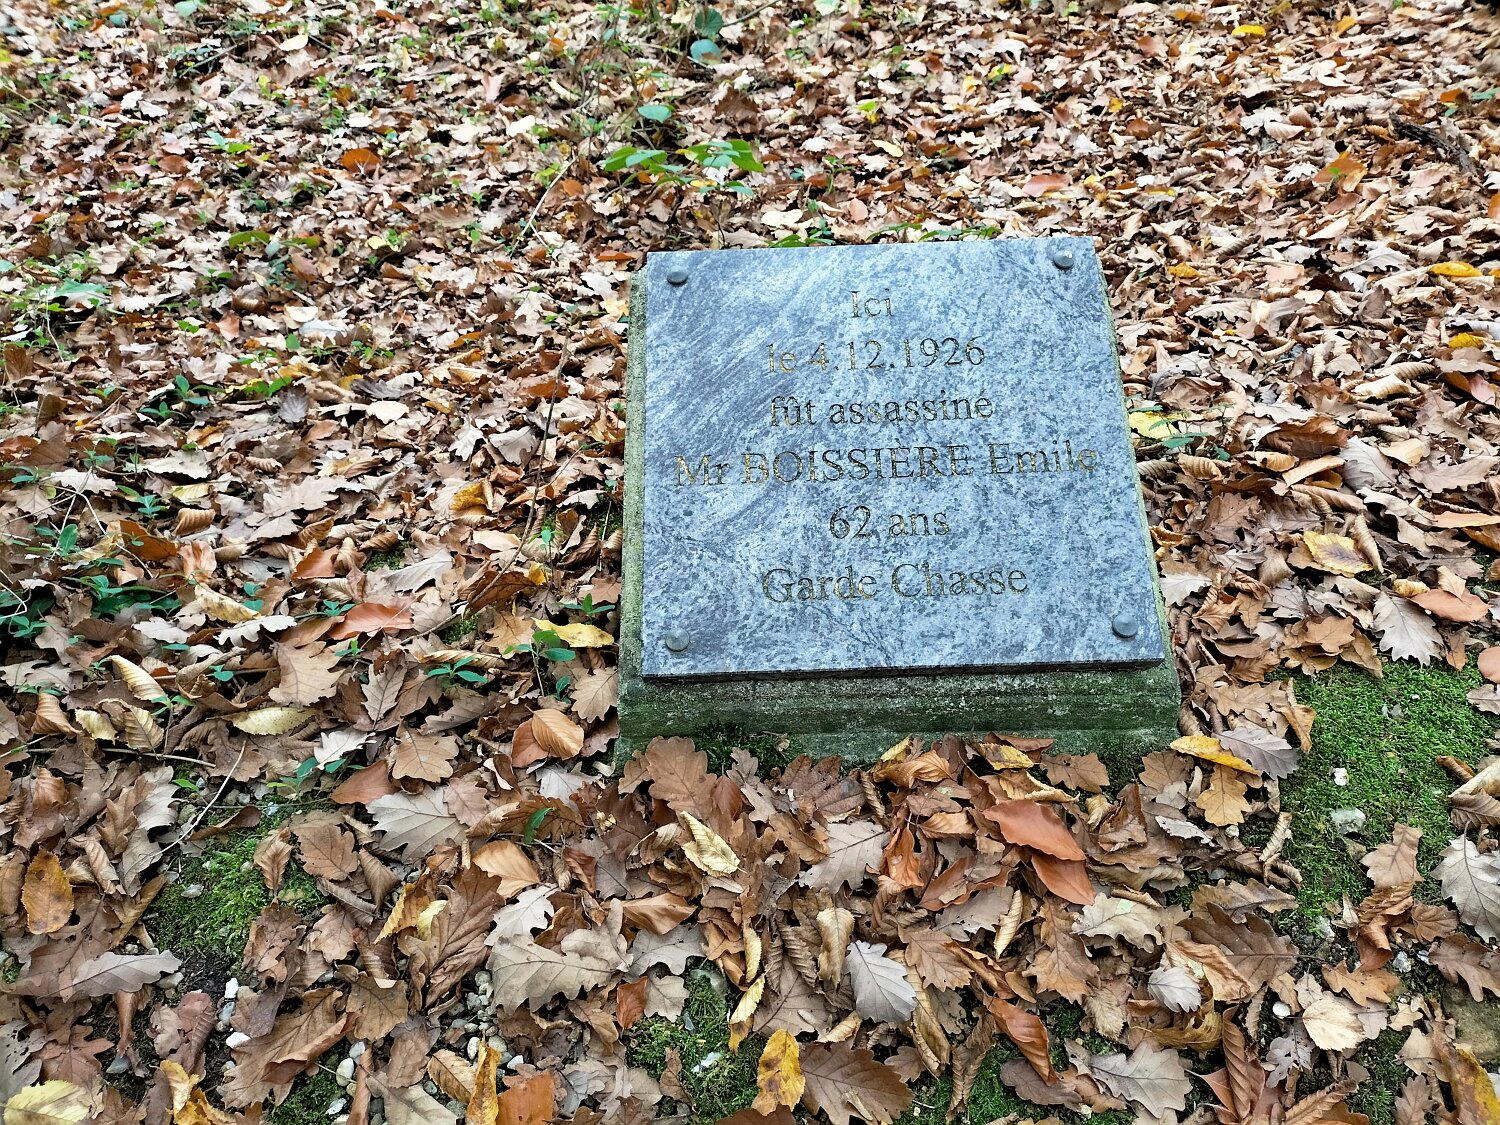 Ici
le 4.12.1926
fût assassiné
Mr BOISSIÈRE Emile
62 ans
Garde Chasse